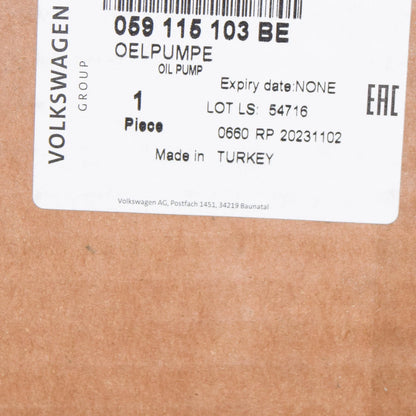 059 115 103 BE
OELPUMPE
OIL PUMP
Expiry date:NONE
1
Piece
LOT LS: 54716
0660 RP 20231102
Made in TURKEY
VOLKSWAGEN
GROUP
EAC
Volkswagen AG, Postfach 1451, 34219 Baunatal